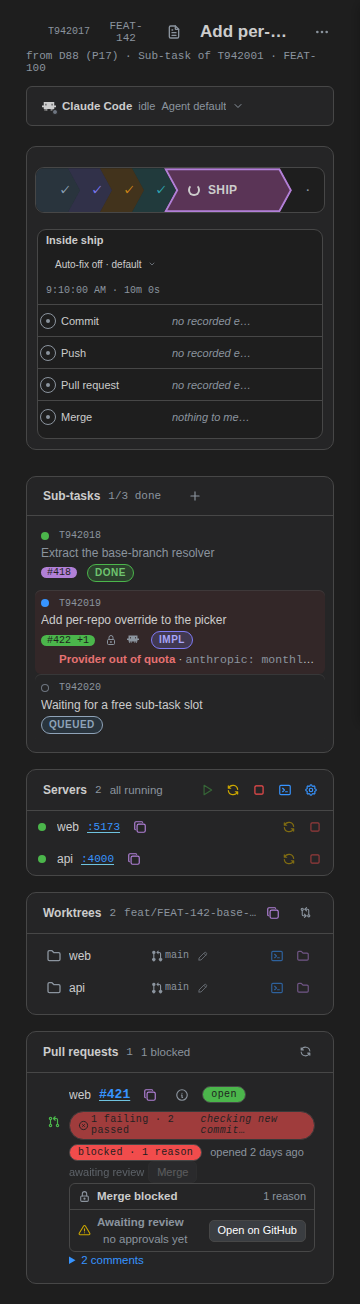 T942017 FEAT-142 Add per-…
from D88 (P17) · Sub-task of T942001 · FEAT-
100
Claude Code idle Agent default
SHIP
Inside ship
Auto-fix off · default
9:10:00 AM · 10m 0s
Commit no recorded e…
Push no recorded e…
Pull request no recorded e…
Merge nothing to me…
Sub-tasks 1/3 done
T942018
Extract the base-branch resolver
#418 DONE
T942019
Add per-repo override to the picker
#422 +1 IMPL
Provider out of quota · anthropic: monthl…
T942020
Waiting for a free sub-task slot
QUEUED
Servers 2 all running
web :5173
api :4000
Worktrees 2 feat/FEAT-142-base-…
web main
api main
Pull requests 1 1 blocked
web #421 open
1 failing · 2 passed checking new commit…
blocked · 1 reason opened 2 days ago
awaiting review Merge
Merge blocked 1 reason
Awaiting review
no approvals yet
Open on GitHub
2 comments